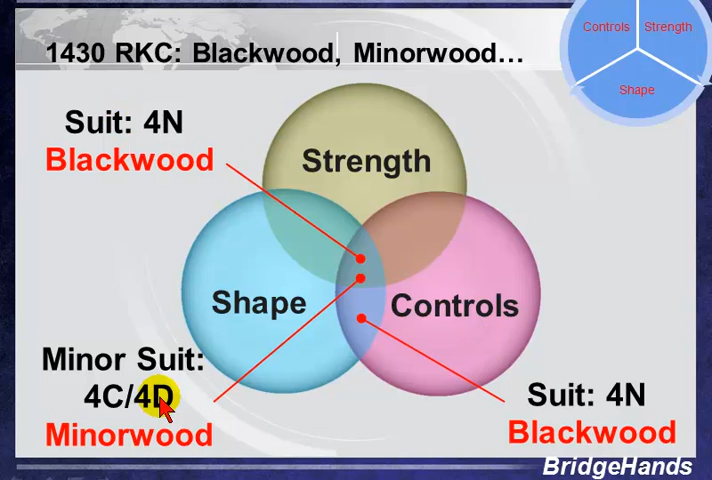 1430 RKC: Blackwood, Minorwood…
Controls
Strength
Shape
Suit: 4N
Blackwood
Strength
Shape
Controls
Minor Suit:
4C/4D
Minorwood
Suit: 4N
Blackwood
BridgeHands